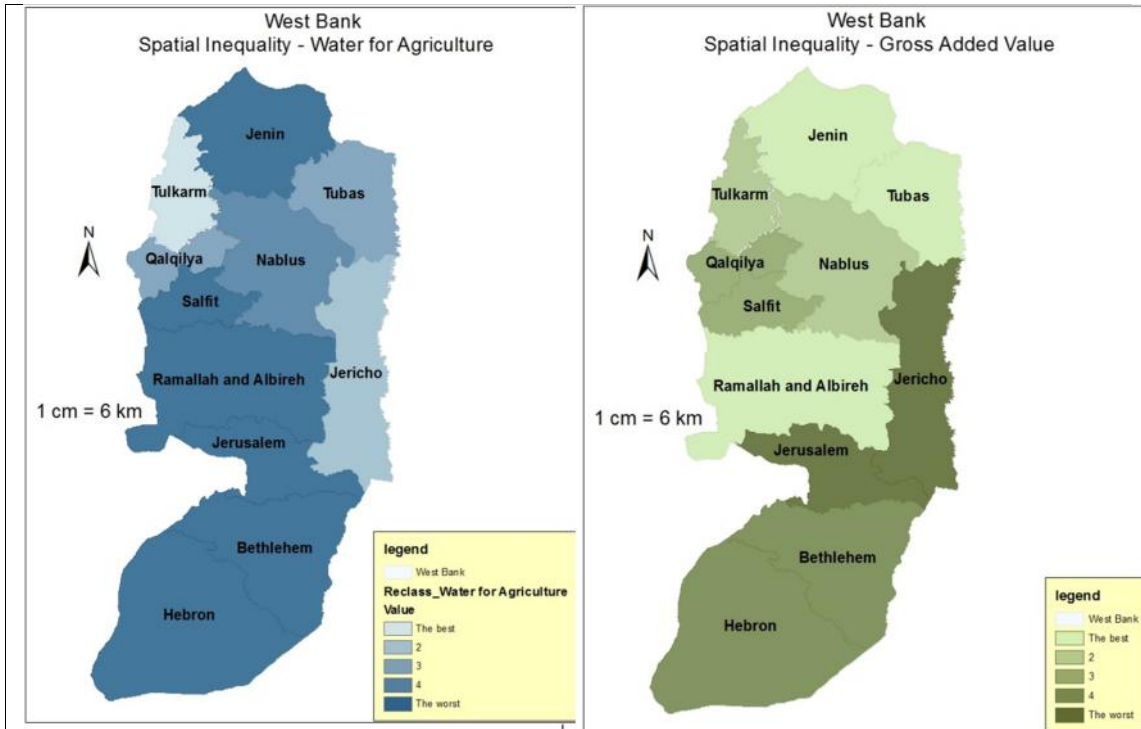 West Bank
Spatial Inequality - Water for Agriculture
Jenin
Tulkarm
Tubas
N
Qalqilya
Nablus
Salfit
Ramallah and Albireh
Jericho
1 cm = 6 km
Jerusalem
Bethlehem
Hebron
legend
West Bank
Reclass_Water for Agriculture
Value
The best
2
3
4
The worst
West Bank
Spatial Inequality - Gross Added Value
Jenin
Tulkarm
Tubas
N
Qalqilya
Nablus
Salfit
Ramallah and Albireh
Jericho
1 cm = 6 km
Jerusalem
Bethlehem
Hebron
legend
West Bank
The best
2
3
4
The worst